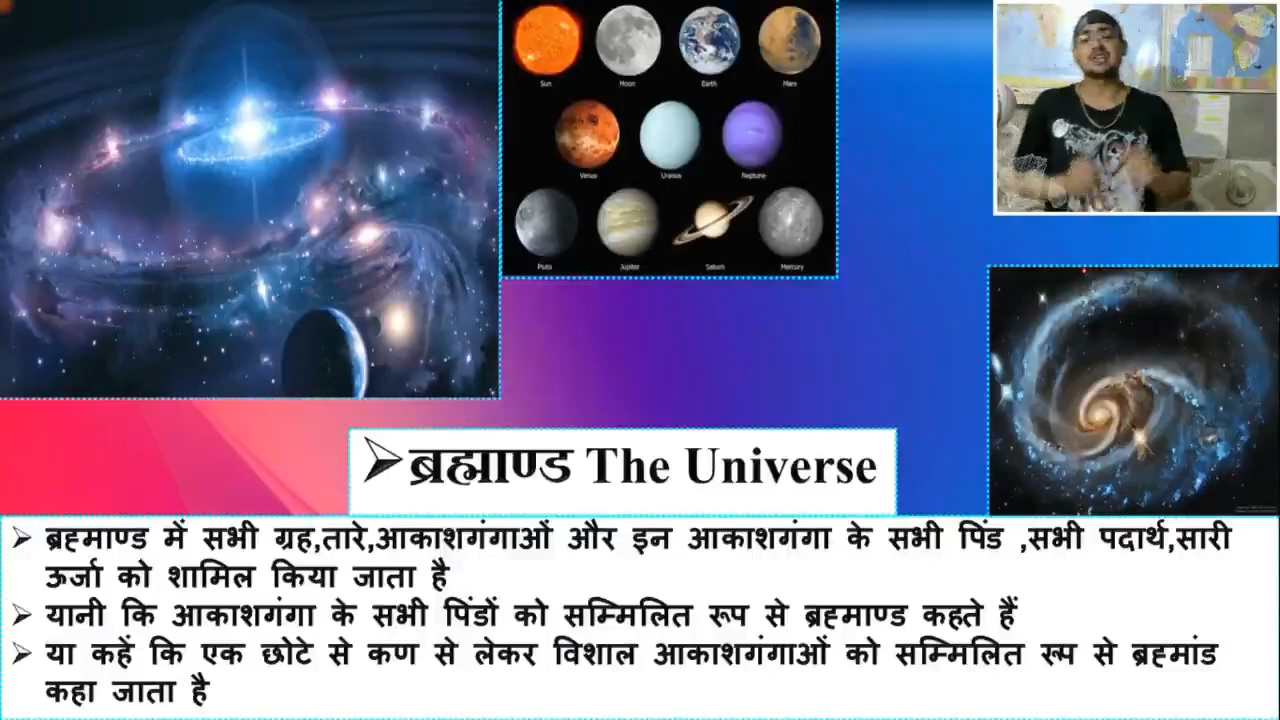 Sun Moon Earth Mars
Venus Uranus Neptune
Pluto Jupiter Saturn Mercury
➢ब्रह्माण्ड The Universe
➢ ब्रह्माण्ड में सभी ग्रह,तारे,आकाशगंगाओं और इन आकाशगंगा के सभी पिंड ,सभी पदार्थ,सारी
ऊर्जा को शामिल किया जाता है
➢ यानी कि आकाशगंगा के सभी पिंडों को सम्मिलित रूप से ब्रह्माण्ड कहते हैं
➢ या कहें कि एक छोटे से कण से लेकर विशाल आकाशगंगाओं को सम्मिलित रूप से ब्रह्मांड
कहा जाता है